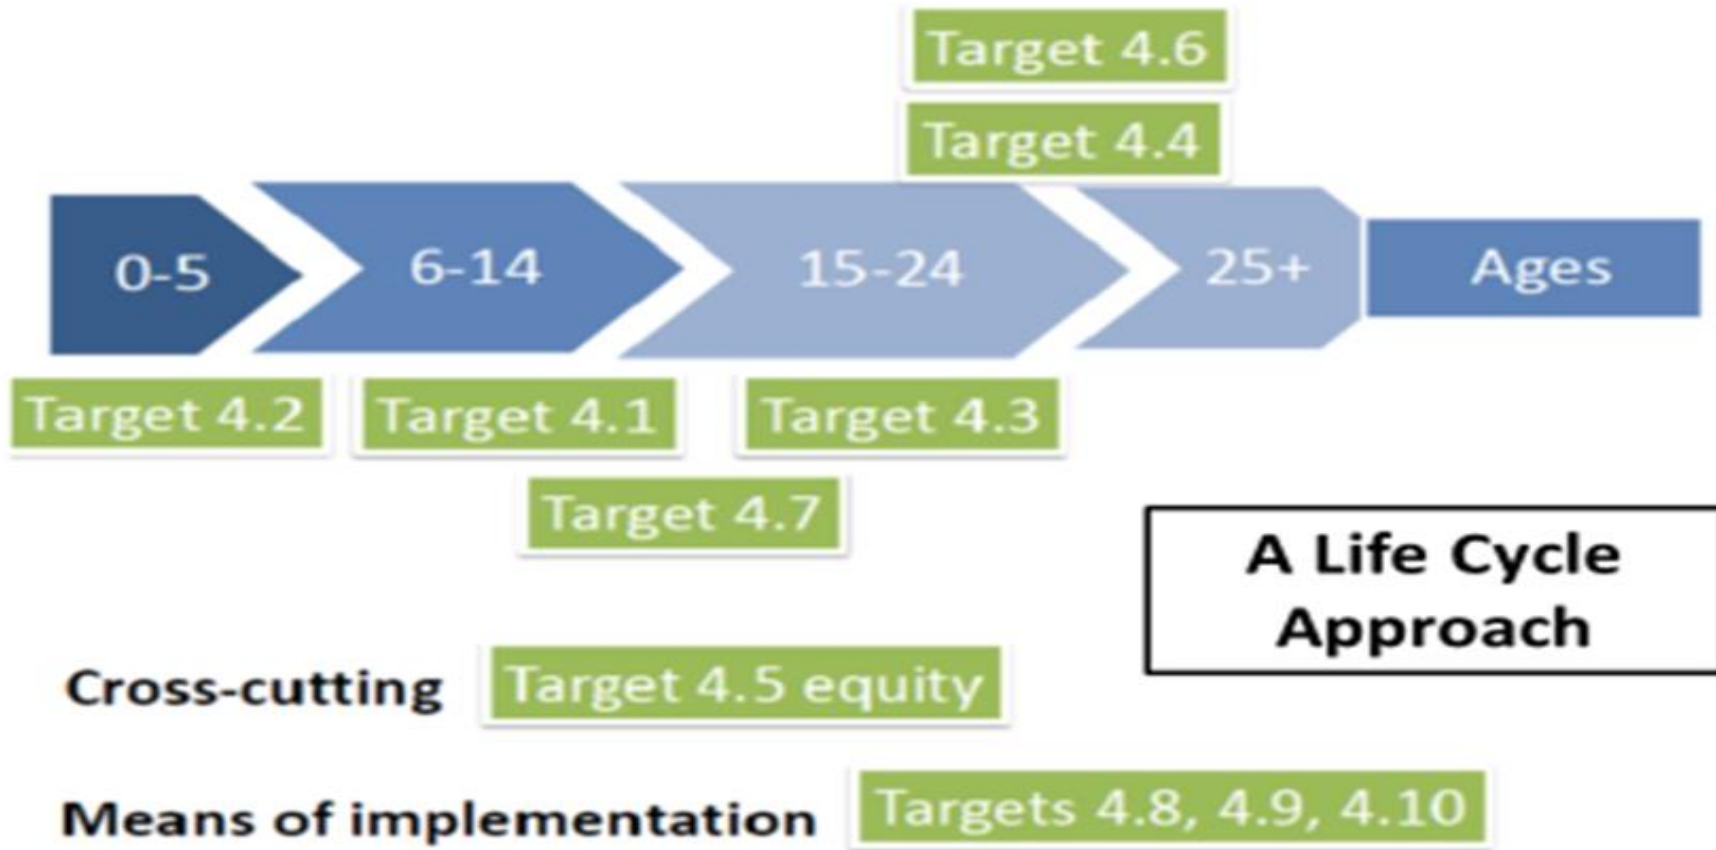 Target 4.6
Target 4.4
0-5
6-14
15-24
25+
Ages
Target 4.2
Target 4.1
Target 4.3
Target 4.7
A Life Cycle
Approach
Cross-cutting
Target 4.5 equity
Means of implementation
Targets 4.8, 4.9, 4.10